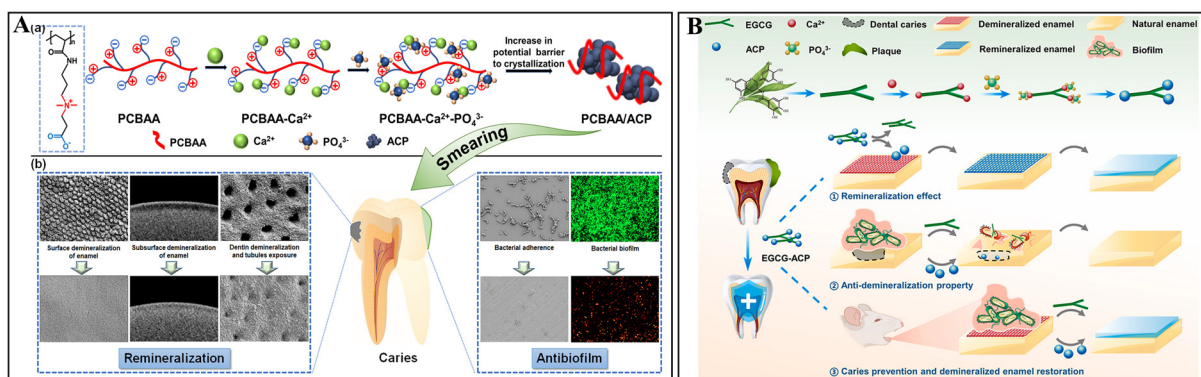 A
(a)
n
O
NH
N+
O
O-
PCBAA
PCBAA-Ca²⁺
PCBAA-Ca²⁺-PO₄³⁻
Increase in
potential barrier
to crystallization
PCBAA/ACP
PCBAA
Ca²⁺
PO₄³⁻
ACP
Smearing
(b)
Surface demineralization
of enamel
Subsurface demineralization
of enamel
Dentin demineralization
and tubules exposure
Remineralization
Caries
Bacterial adherence
Bacterial biofilm
Antibiofilm
B
EGCG
Ca²⁺
Dental caries
Demineralized enamel
Natural enamel
ACP
PO₄³⁻
Plaque
Remineralized enamel
Biofilm
① Remineralization effect
EGCG-ACP
② Anti-demineralization property
③ Caries prevention and demineralized enamel restoration